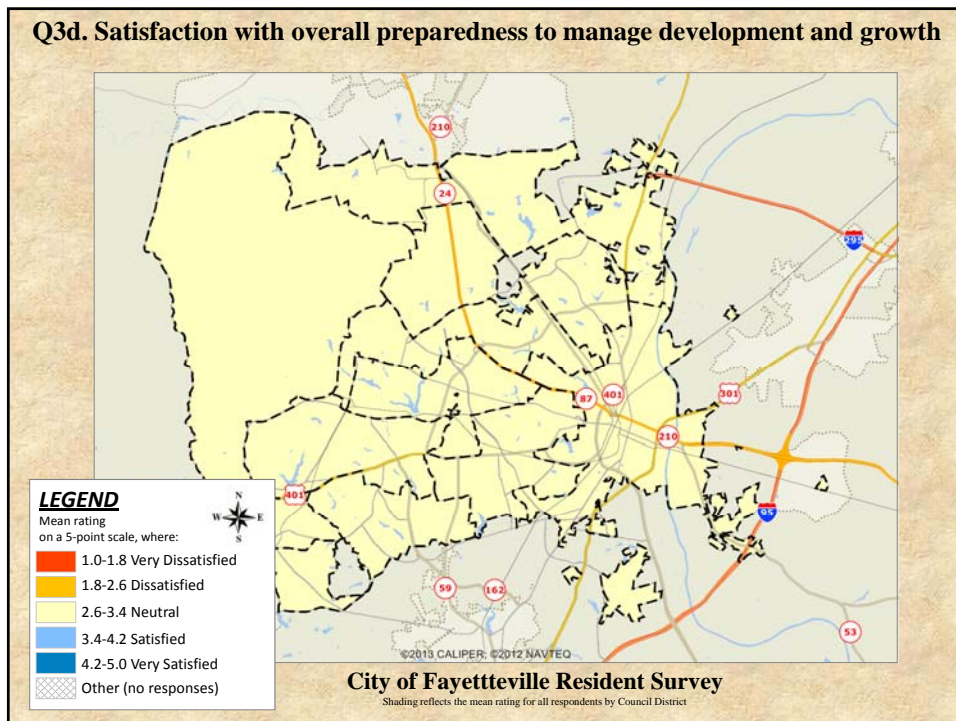 Q3d. Satisfaction with overall preparedness to manage development and growth
210
24
295
301
87
401
210
401
95
59
162
53
LEGEND
Mean rating
on a 5-point scale, where:
N
W E
S
1.0-1.8 Very Dissatisfied
1.8-2.6 Dissatisfied
2.6-3.4 Neutral
3.4-4.2 Satisfied
4.2-5.0 Very Satisfied
Other (no responses)
©2013 CALIPER; ©2012 NAVTEQ
City of Fayettteville Resident Survey
Shading reflects the mean rating for all respondents by Council District